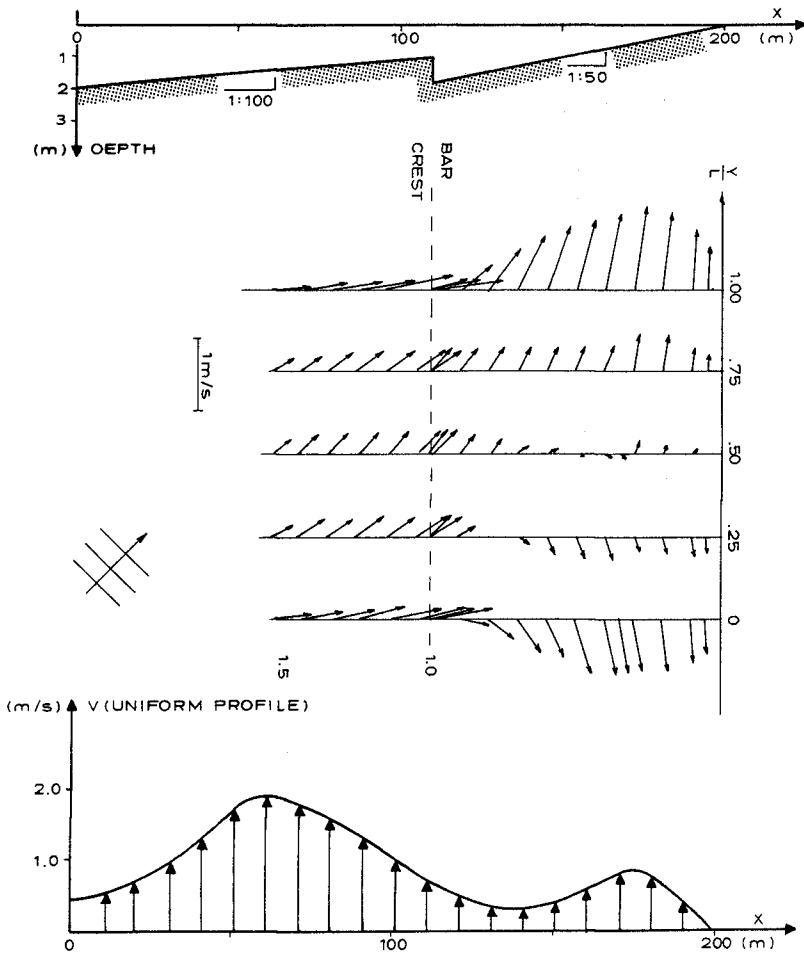 X
0 100 200 (m)
1
2
3
1:100
1:50
(m) OEPTH
BAR
CREST
Y/L
1.00
.75
1m/s
.50
.25
0
1.5
1.0
(m/s) V (UNIFORM PROFILE)
2.0
1.0
X
0 100 200 (m)